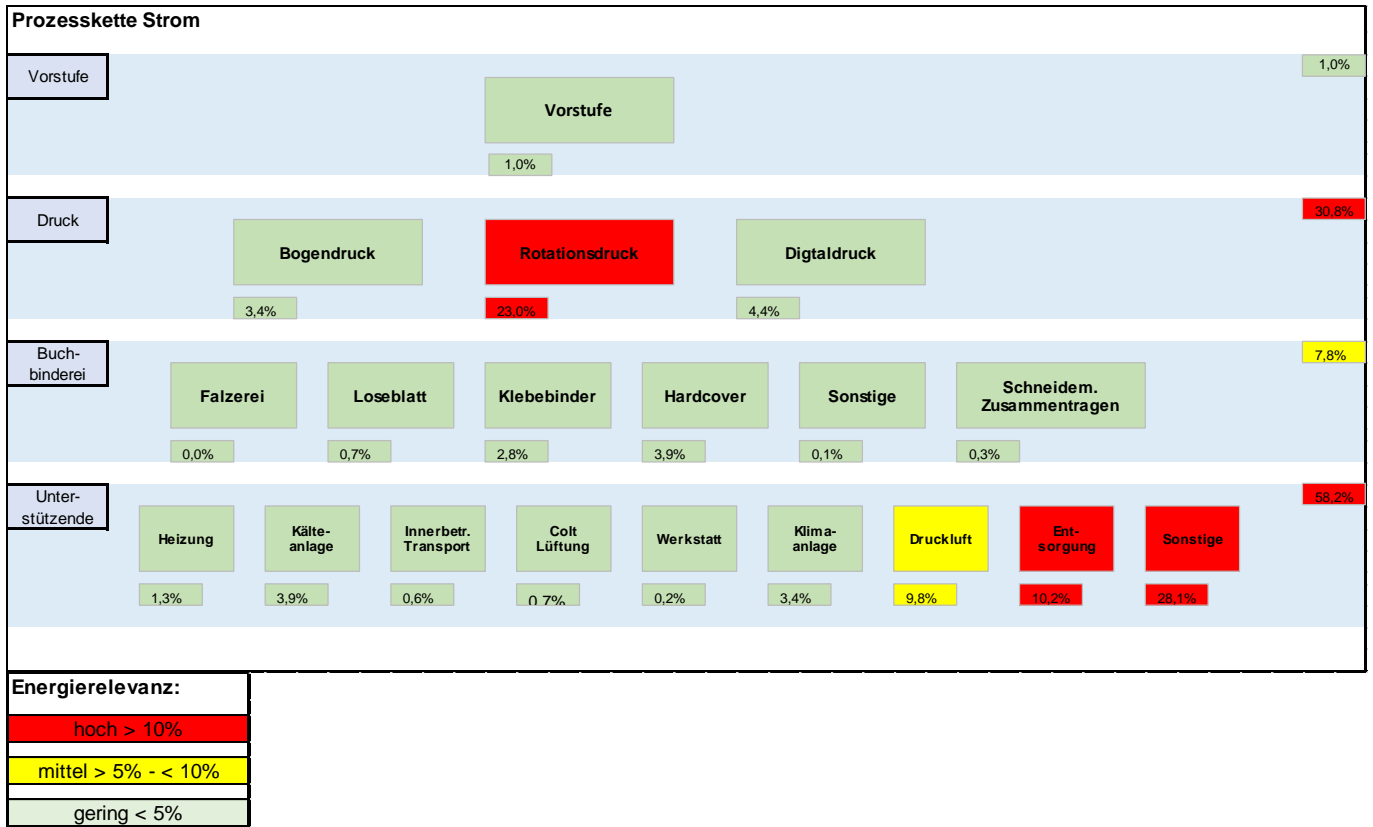 Prozesskette Strom
Vorstufe
1,0%
Vorstufe
1,0%
Druck
30,8%
Bogendruck
Rotationsdruck
Digtaldruck
3,4%
23,0%
4,4%
Buch-
binderei
7,8%
Falzerei
Loseblatt
Klebebinder
Hardcover
Sonstige
Schneidem.
Zusammentragen
0,0%
0,7%
2,8%
3,9%
0,1%
0,3%
Unter-
stützende
58,2%
Heizung
Kälte-
anlage
Innerbetr.
Transport
Colt
Lüftung
Werkstatt
Klima-
anlage
Druckluft
Ent-
sorgung
Sonstige
1,3%
3,9%
0,6%
0,7%
0,2%
3,4%
9,8%
10,2%
28,1%
Energierelevanz:
hoch > 10%
mittel > 5% - < 10%
gering < 5%